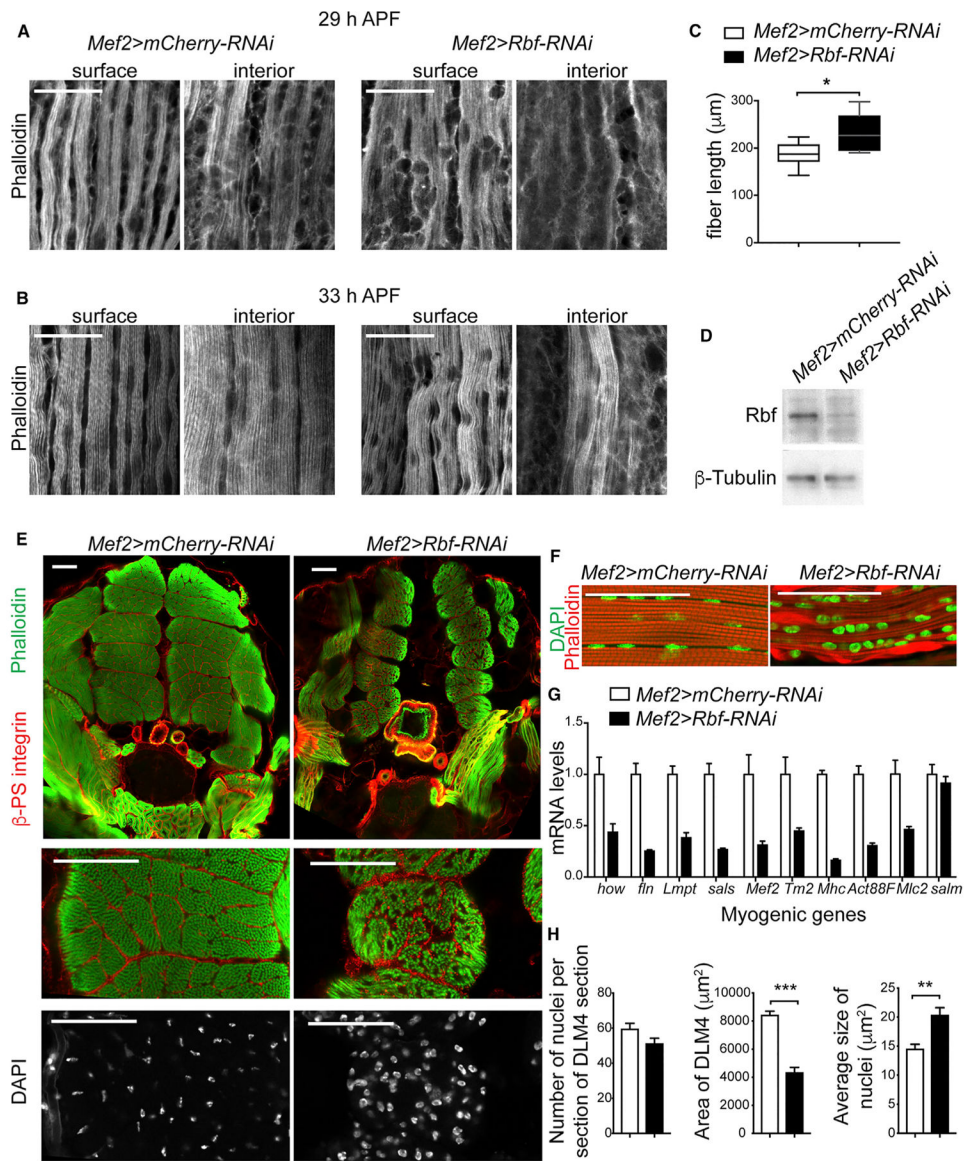 A
29 h APF
Mef2>mCherry-RNAi
Mef2>Rbf-RNAi
surface
interior
surface
interior
Phalloidin
B
33 h APF
surface
interior
surface
interior
Phalloidin
C
Mef2>mCherry-RNAi
Mef2>Rbf-RNAi
*
fiber length (μm)
300
200
100
0
D
Mef2>mCherry-RNAi
Mef2>Rbf-RNAi
Rbf
β-Tubulin
E
Mef2>mCherry-RNAi
Mef2>Rbf-RNAi
β-PS integrin Phalloidin
DAPI
F
Mef2>mCherry-RNAi
Mef2>Rbf-RNAi
DAPI
Phalloidin
G
Mef2>mCherry-RNAi
Mef2>Rbf-RNAi
mRNA levels
1.5
1.0
0.5
0
how fln Lmpt sals Mef2 Tm2 Mhc Act88F Mlc2 salm
Myogenic genes
H
Number of nuclei per
section of DLM4 section
80
60
40
20
0
Area of DLM4 (μm²)
10000
8000
6000
4000
2000
0
***
Average size of
nuclei (μm²)
25
20
15
10
5
0
**